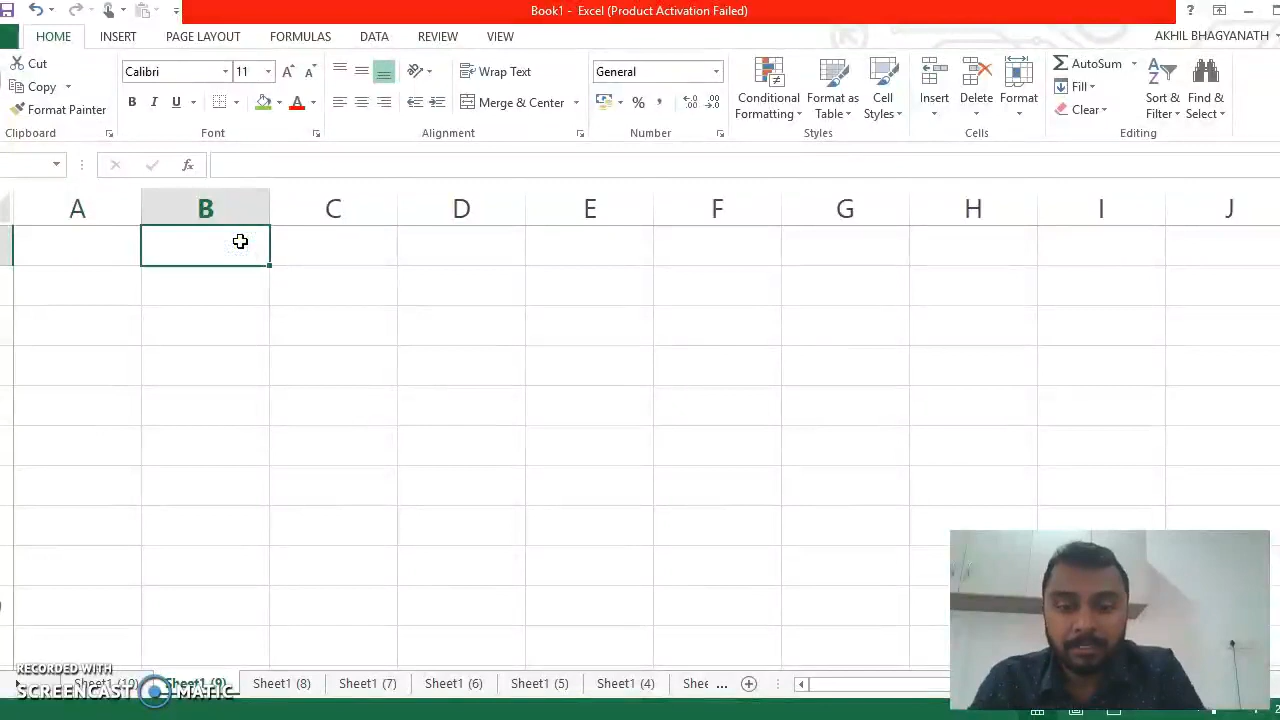 Book1 - Excel (Product Activation Failed)
HOME INSERT PAGE LAYOUT FORMULAS DATA REVIEW VIEW AKHIL BHAGYANATH
Cut
Copy
Format Painter
Clipboard
Calibri 11
B I U A
Font
Wrap Text
Merge & Center
Alignment
General
% ,
Number
Conditional Formatting
Format as Table
Cell Styles
Styles
Insert Delete Format
Cells
AutoSum
Fill
Clear
Sort & Filter
Find & Select
Editing
fx
A B C D E F G H I J
RECORDED WITH
SCREENCAST MATIC
Sheet1 (10) Sheet1 (9) Sheet1 (8) Sheet1 (7) Sheet1 (6) Sheet1 (5) Sheet1 (4) Shee ...